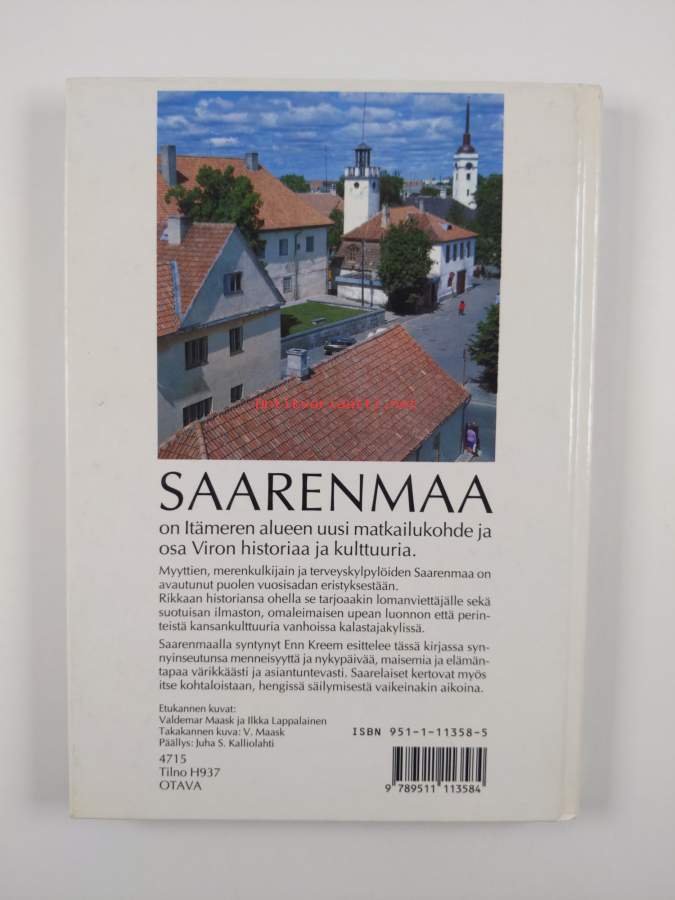 antikvariaatti.net
SAARENMAA
on Itämeren alueen uusi matkailukohde ja
osa Viron historiaa ja kulttuuria.
Myyttien, merenkulkijain ja terveyskylpylöiden Saarenmaa on
avautunut puolen vuosisadan eristyksestään.
Rikkaan historiansa ohella se tarjoaakin lomanviettäjälle sekä
suotuisan ilmaston, omaleimaisen upean luonnon että perin-
teistä kansankulttuuria vanhoissa kalastajakylissä.
Saarenmaalla syntynyt Enn Kreem esittelee tässä kirjassa syn-
nyinseutunsa menneisyyttä ja nykypäivää, maisemia ja elämän-
tapaa värikkäästi ja asiantuntevasti. Saarelaiset kertovat myös
itse kohtaloistaan, hengissä säilymisestä vaikeinakin aikoina.
Etukannen kuvat:
Valdemar Maask ja Ilkka Lappalainen
Takakannen kuva: V. Maask
Päällys: Juha S. Kalliolahti
4715
Tilno H937
OTAVA
ISBN 951-1-11358-5
9 789511 113584